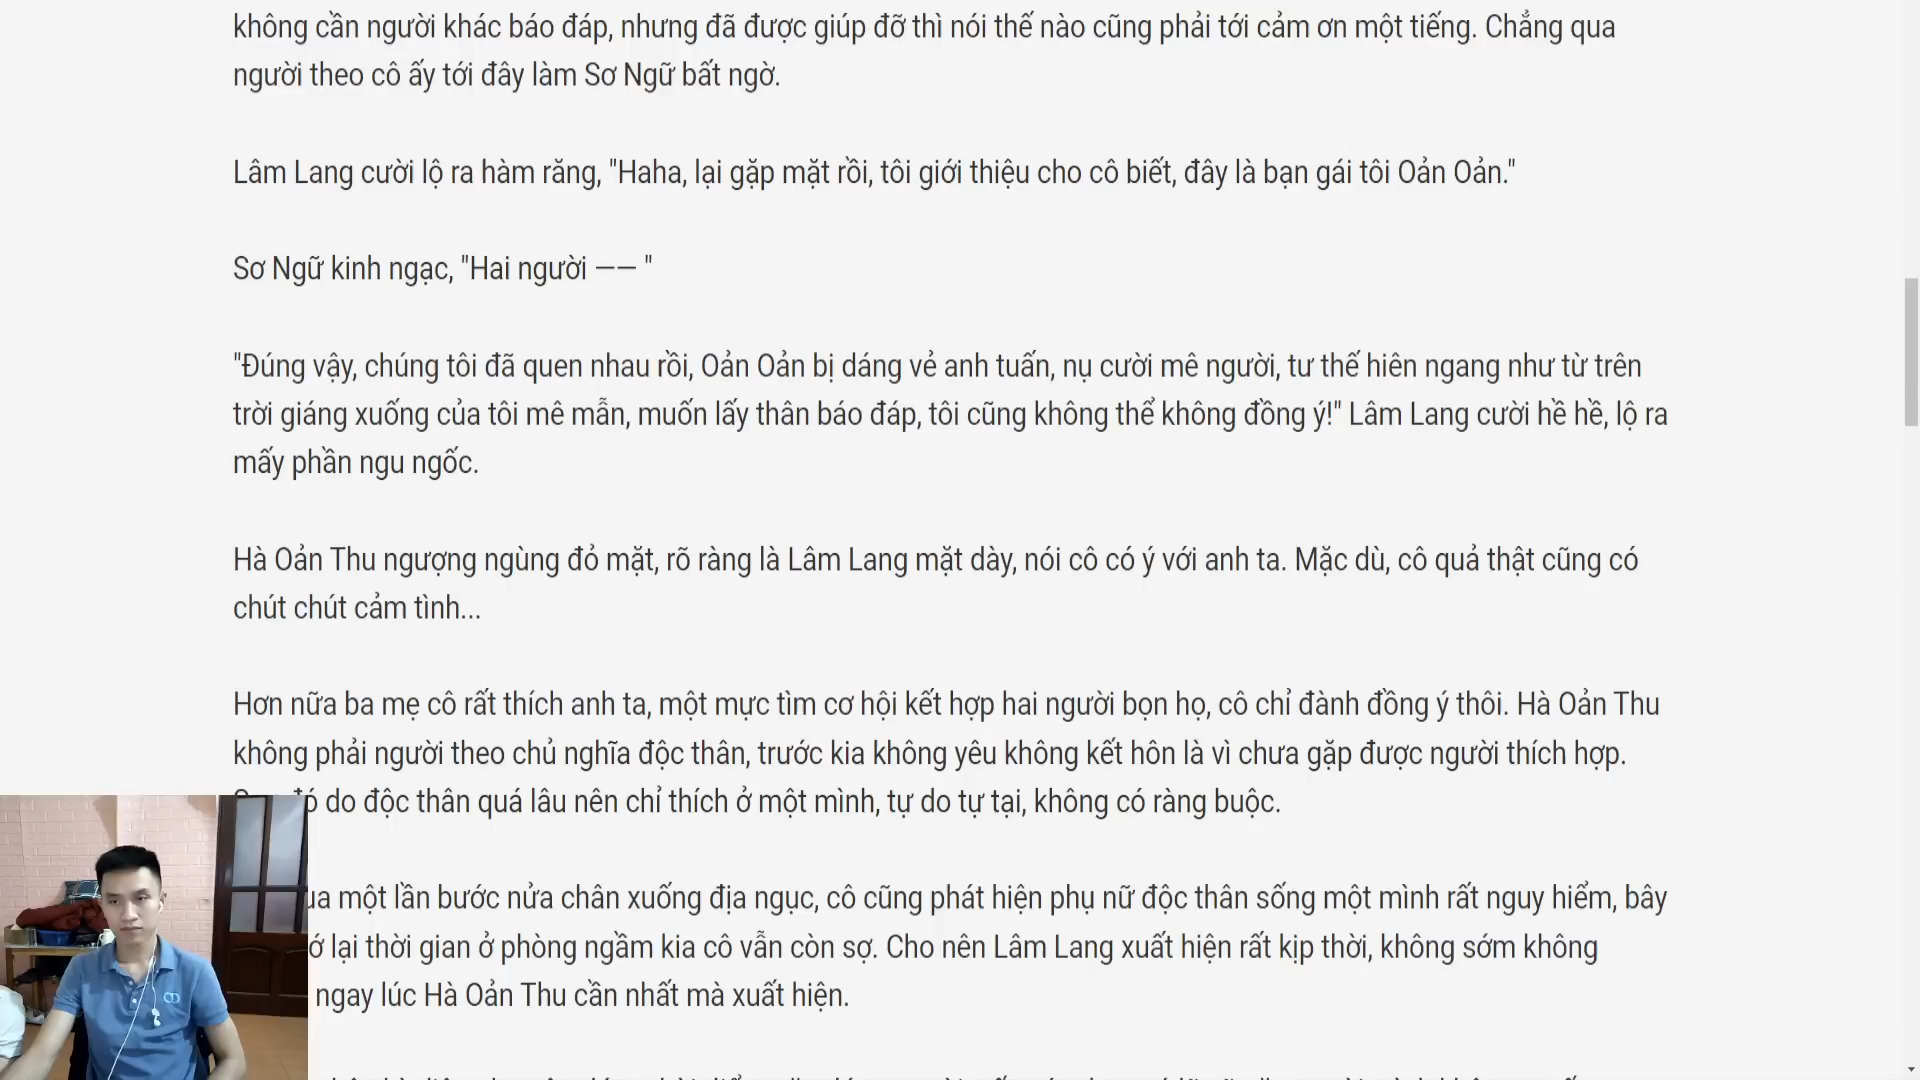 không cần người khác báo đáp, nhưng đã được giúp đỡ thì nói thế nào cũng phải tới cảm ơn một tiếng. Chẳng qua
người theo cô ấy tới đây làm Sơ Ngữ bất ngờ.
Lâm Lang cười lộ ra hàm răng, "Haha, lại gặp mặt rồi, tôi giới thiệu cho cô biết, đây là bạn gái tôi Oản Oản."
Sơ Ngữ kinh ngạc, "Hai người —— "
"Đúng vậy, chúng tôi đã quen nhau rồi, Oản Oản bị dáng vẻ anh tuấn, nụ cười mê người, tư thế hiên ngang như từ trên
trời giáng xuống của tôi mê mẫn, muốn lấy thân báo đáp, tôi cũng không thể không đồng ý!" Lâm Lang cười hề hề, lộ ra
mấy phần ngu ngốc.
Hà Oản Thu ngượng ngùng đỏ mặt, rõ ràng là Lâm Lang mặt dày, nói cô có ý với anh ta. Mặc dù, cô quả thật cũng có
chút chút cảm tình...
Hơn nữa ba mẹ cô rất thích anh ta, một mực tìm cơ hội kết hợp hai người bọn họ, cô chỉ đành đồng ý thôi. Hà Oản Thu
không phải người theo chủ nghĩa độc thân, trước kia không yêu không kết hôn là vì chưa gặp được người thích hợp.
do độc thân quá lâu nên chỉ thích ở một mình, tự do tự tại, không có ràng buộc.
một lần bước nửa chân xuống địa ngục, cô cũng phát hiện phụ nữ độc thân sống một mình rất nguy hiểm, bây
lại thời gian ở phòng ngầm kia cô vẫn còn sợ. Cho nên Lâm Lang xuất hiện rất kịp thời, không sớm không
ngay lúc Hà Oản Thu cần nhất mà xuất hiện.